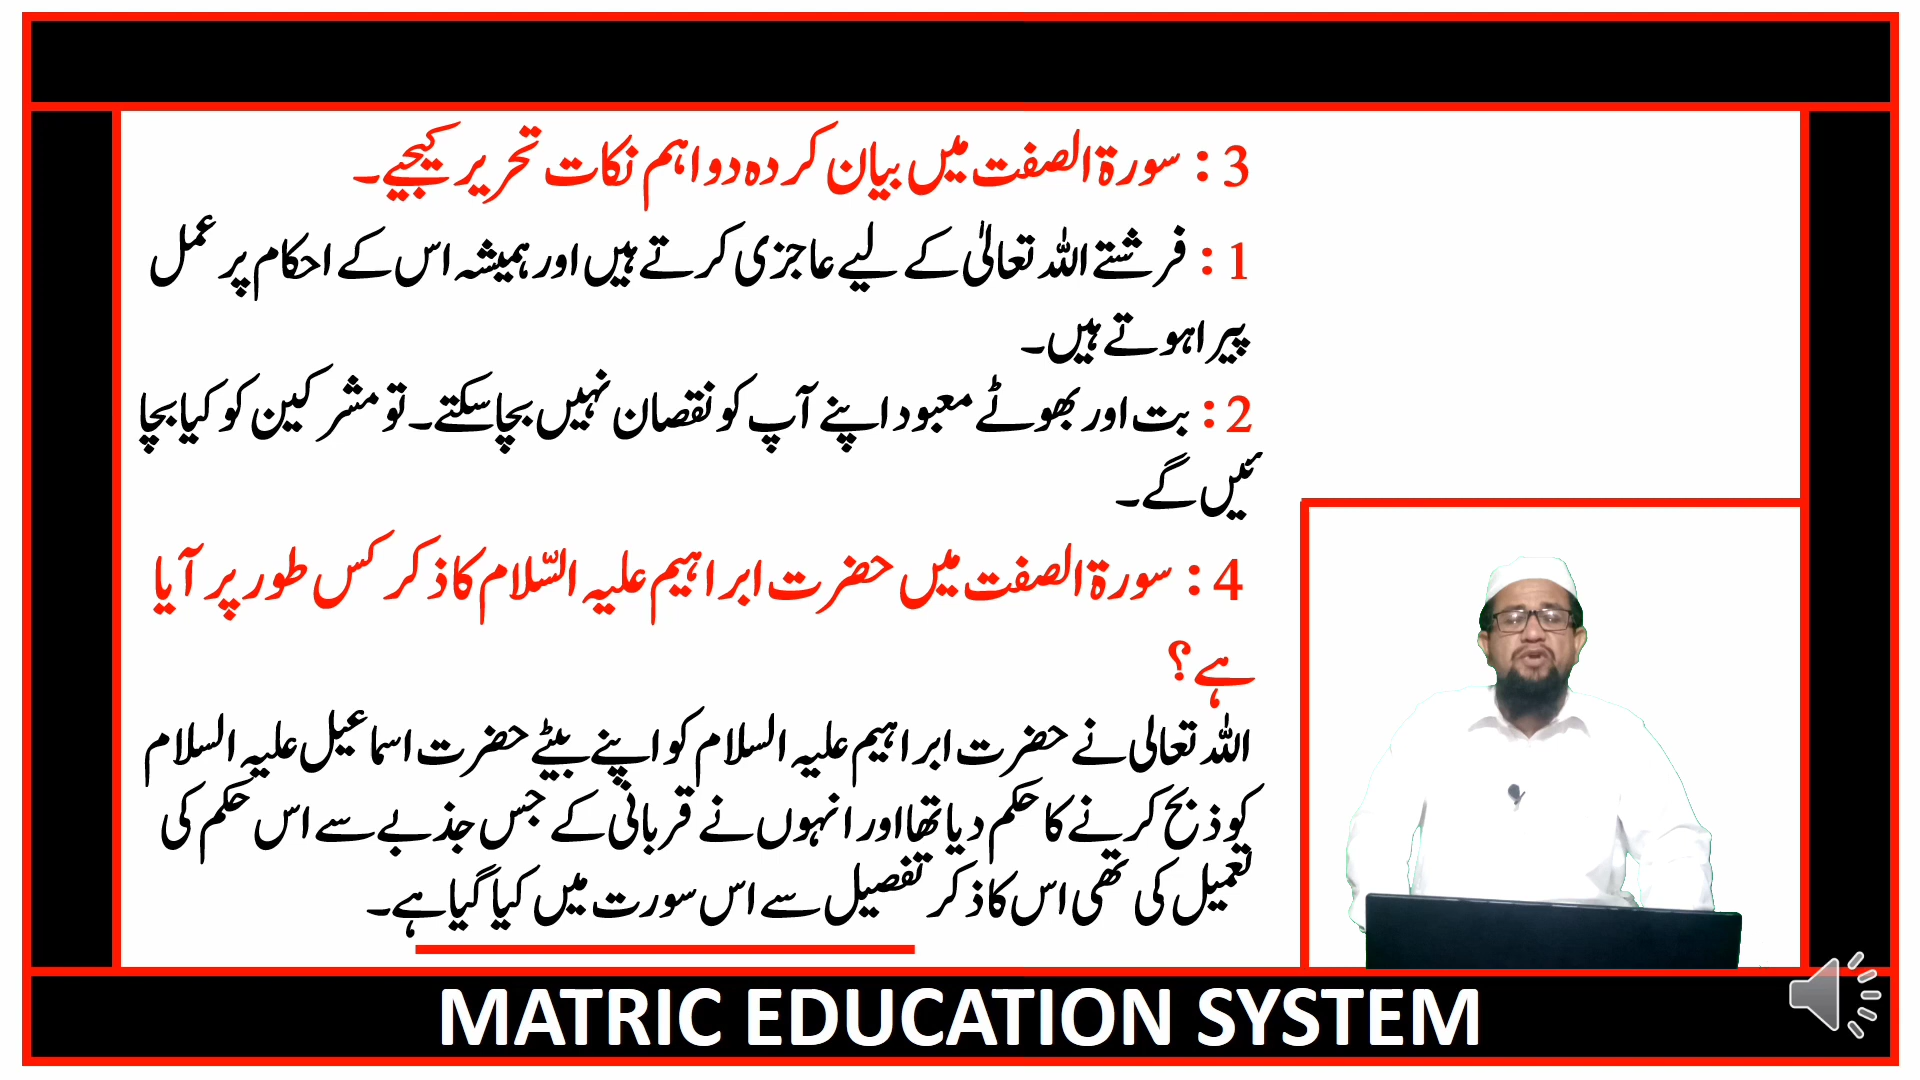 3: سورۃ الصفت میں بیان کردہ دو اہم نکات تحریر کیجیے۔
1: فرشتے اللہ تعالیٰ کے لیے عاجزی کرتے ہیں اور ہمیشہ اس کے احکام پر عمل
پیرا ہوتے ہیں۔
2: بت اور بھوٹے معبود اپنے آپ کو نقصان نہیں بچا سکتے۔ تو مشرکین کو کیا بچا
ئیں گے۔
4: سورۃ الصفت میں حضرت ابراہیم علیہ السّلام کا ذکر کس طور پر آیا
ہے؟
اللہ تعالی نے حضرت ابراہیم علیہ السلام کو اپنے بیٹے حضرت اسماعیل علیہ السلام
کو ذبح کرنے کا حکم دیا تھا اور انہوں نے قربانی کے جس جذبے سے اس حکم کی
تعمیل کی تھی اس کا ذکر تفصیل سے اس سورت میں کیا گیا ہے۔
MATRIC EDUCATION SYSTEM